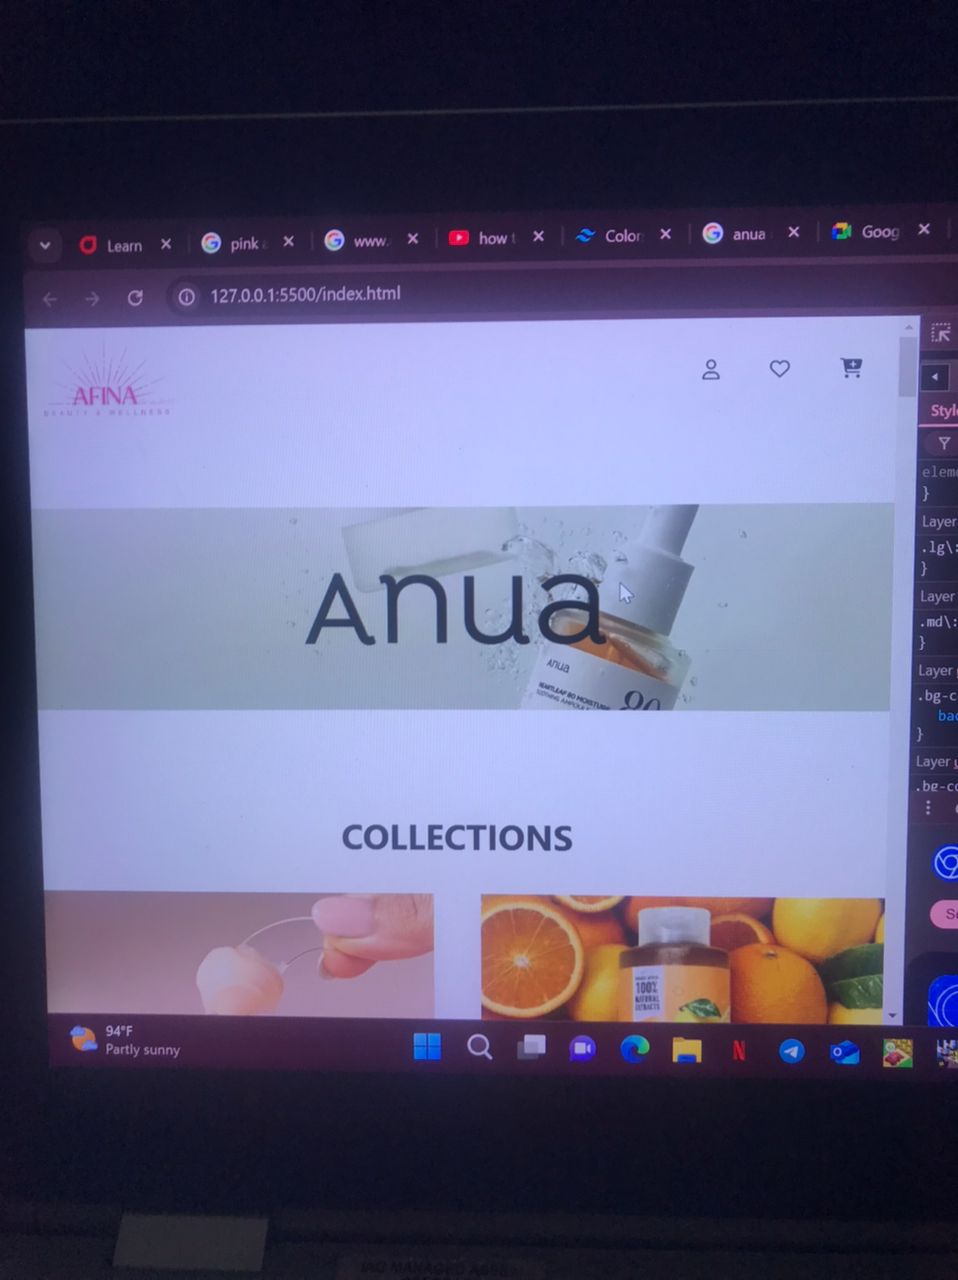 Learn
pink
www.
how t
Color
anua
Goog
127.0.0.1:5500/index.html
AFINA
BEAUTY & WELLNESS
Style
eleme
}
Layer
.lg\:
}
Layer
.md\:
}
Layer
.bg-c
bac
}
Layer
.bg-co
Anua
anua
HEARTLEAF 80 MOISTURE
SOOTHING AMPOULE
80
COLLECTIONS
100%
NATURAL
EXTRACTS
94°F
Partly sunny